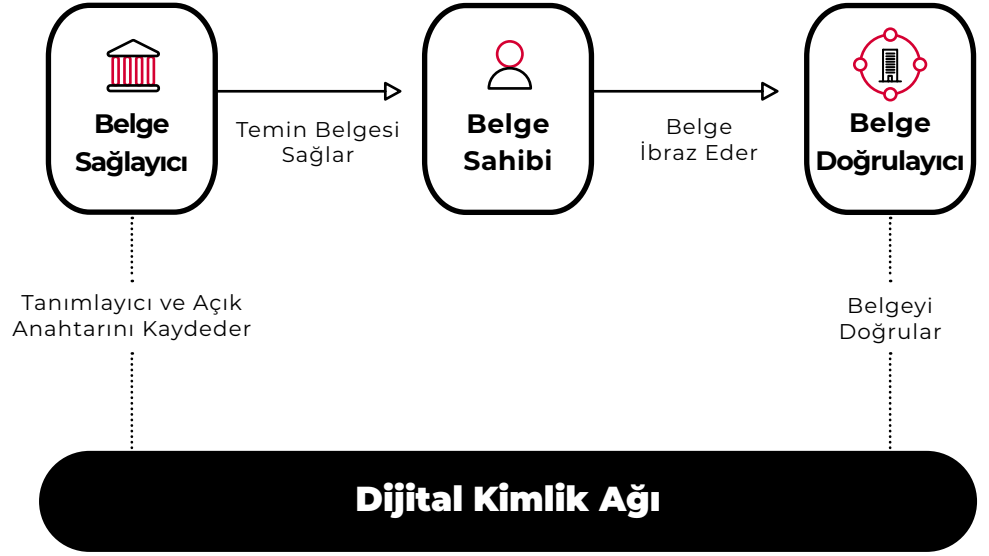 Belge
Sağlayıcı
Temin Belgesi
Sağlar
Belge
Sahibi
Belge
İbraz Eder
Belge
Doğrulayıcı
Tanımlayıcı ve Açık
Anahtarını Kaydeder
Belgeyi
Doğrular
Dijital Kimlik Ağı